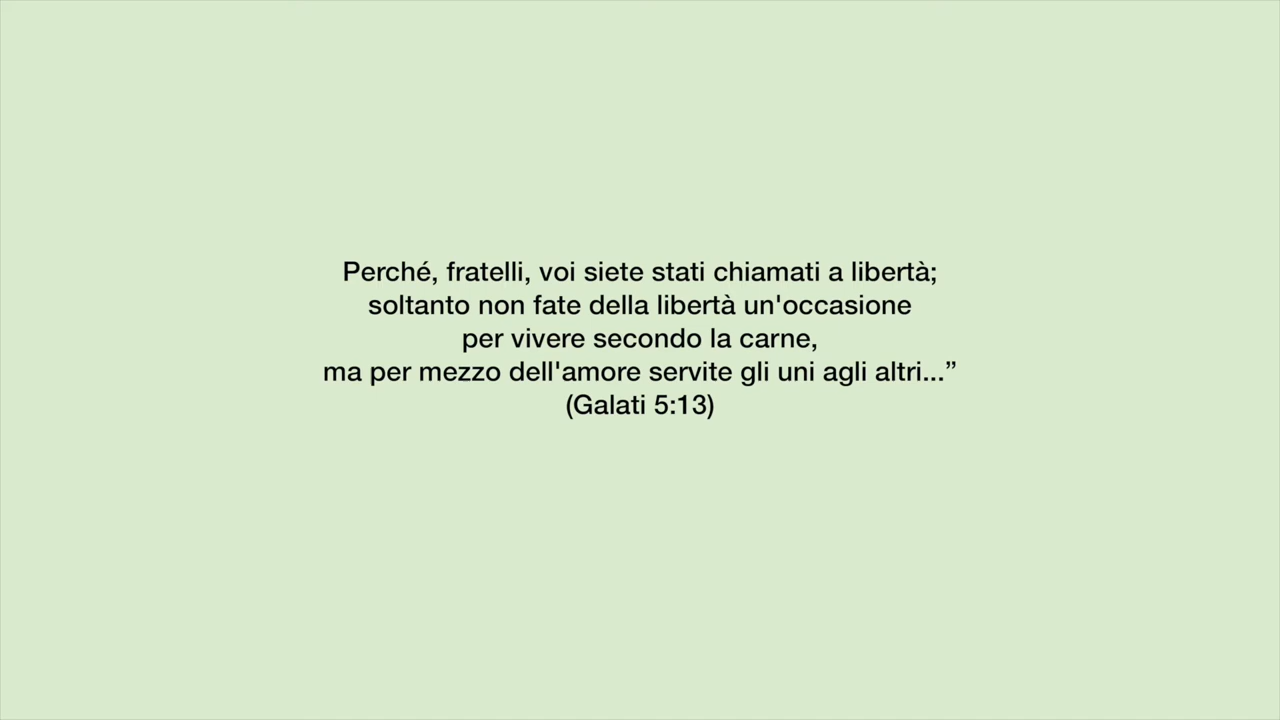 Perché, fratelli, voi siete stati chiamati a libertà;
soltanto non fate della libertà un'occasione
per vivere secondo la carne,
ma per mezzo dell'amore servite gli uni agli altri...”
(Galati 5:13)